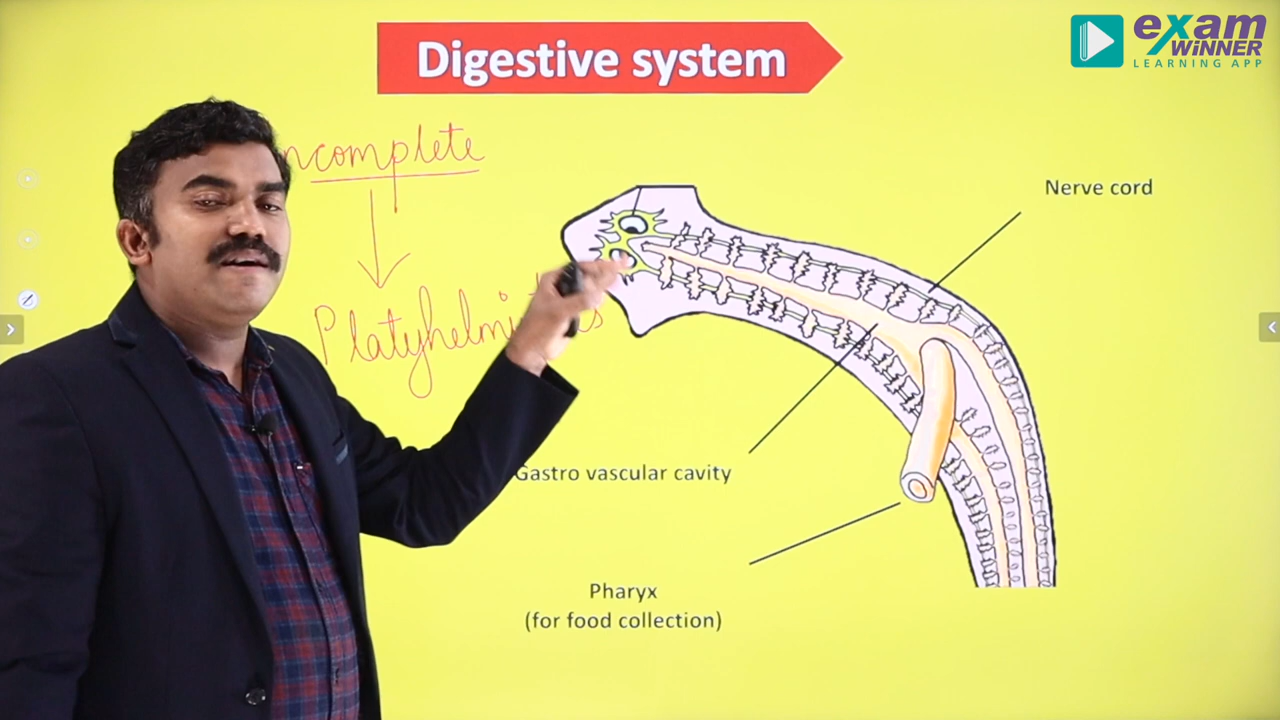 Digestive system
exam
WiNNER
LEARNING APP
ncomplete
Nerve cord
Gastro vascular cavity
Pharyx
(for food collection)